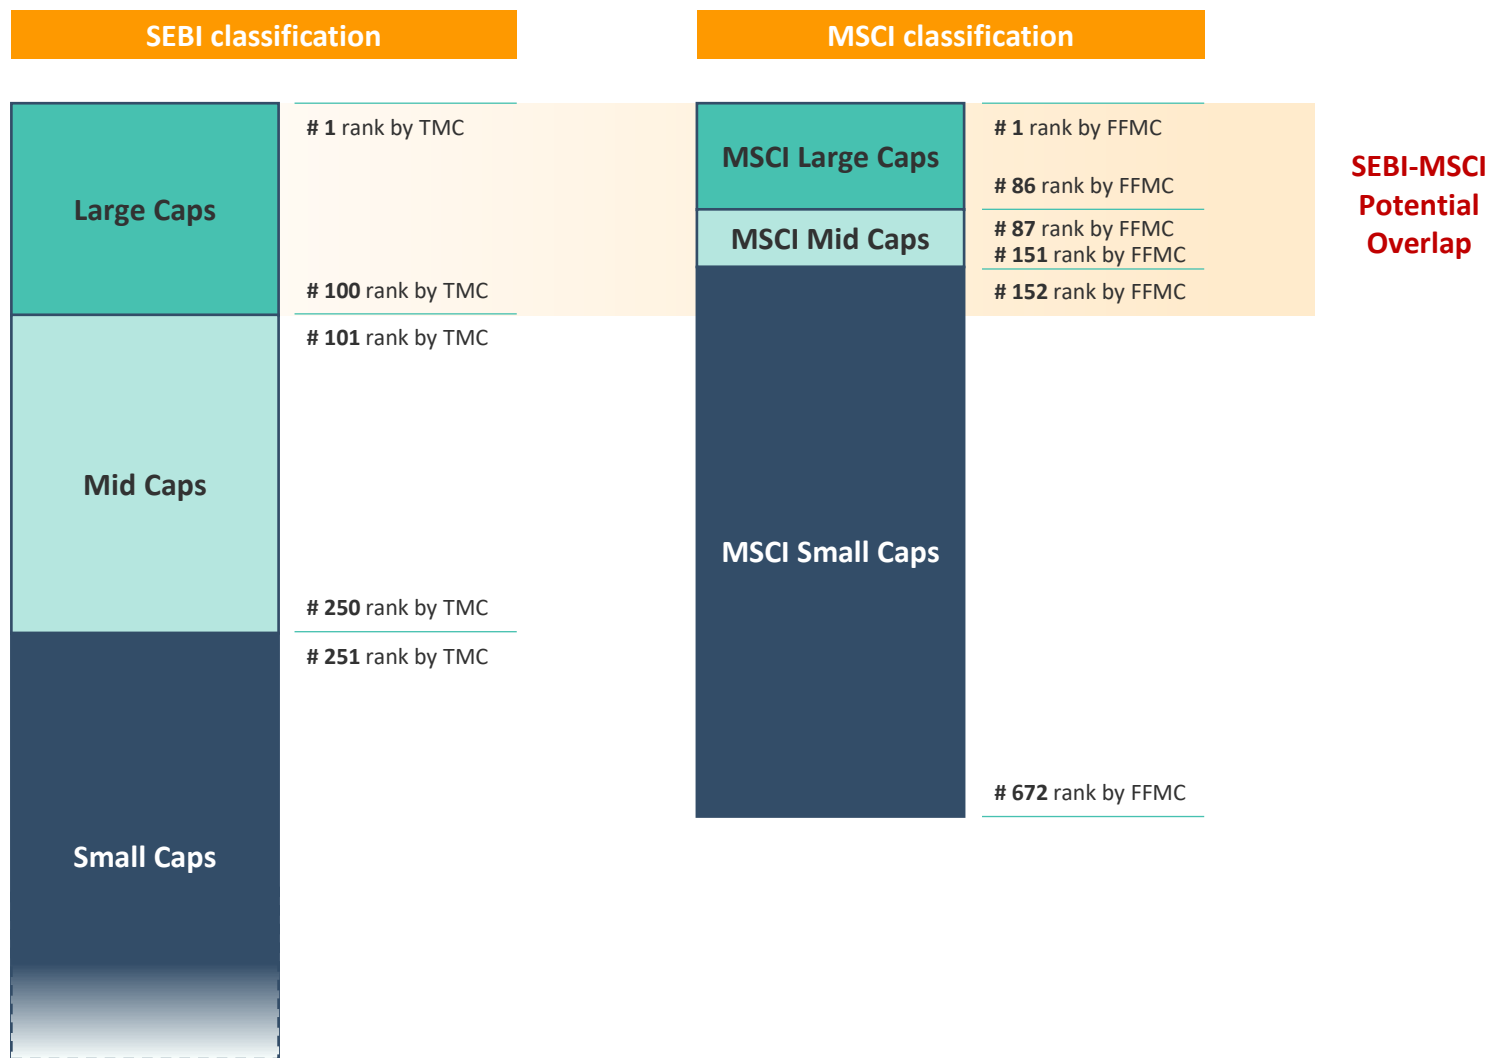 SEBI classification
MSCI classification
# 1 rank by TMC
Large Caps
# 100 rank by TMC
# 101 rank by TMC
Mid Caps
# 250 rank by TMC
# 251 rank by TMC
Small Caps
# 1 rank by FFMC
MSCI Large Caps
# 86 rank by FFMC
# 87 rank by FFMC
MSCI Mid Caps
# 151 rank by FFMC
# 152 rank by FFMC
MSCI Small Caps
# 672 rank by FFMC
SEBI-MSCI
Potential
Overlap